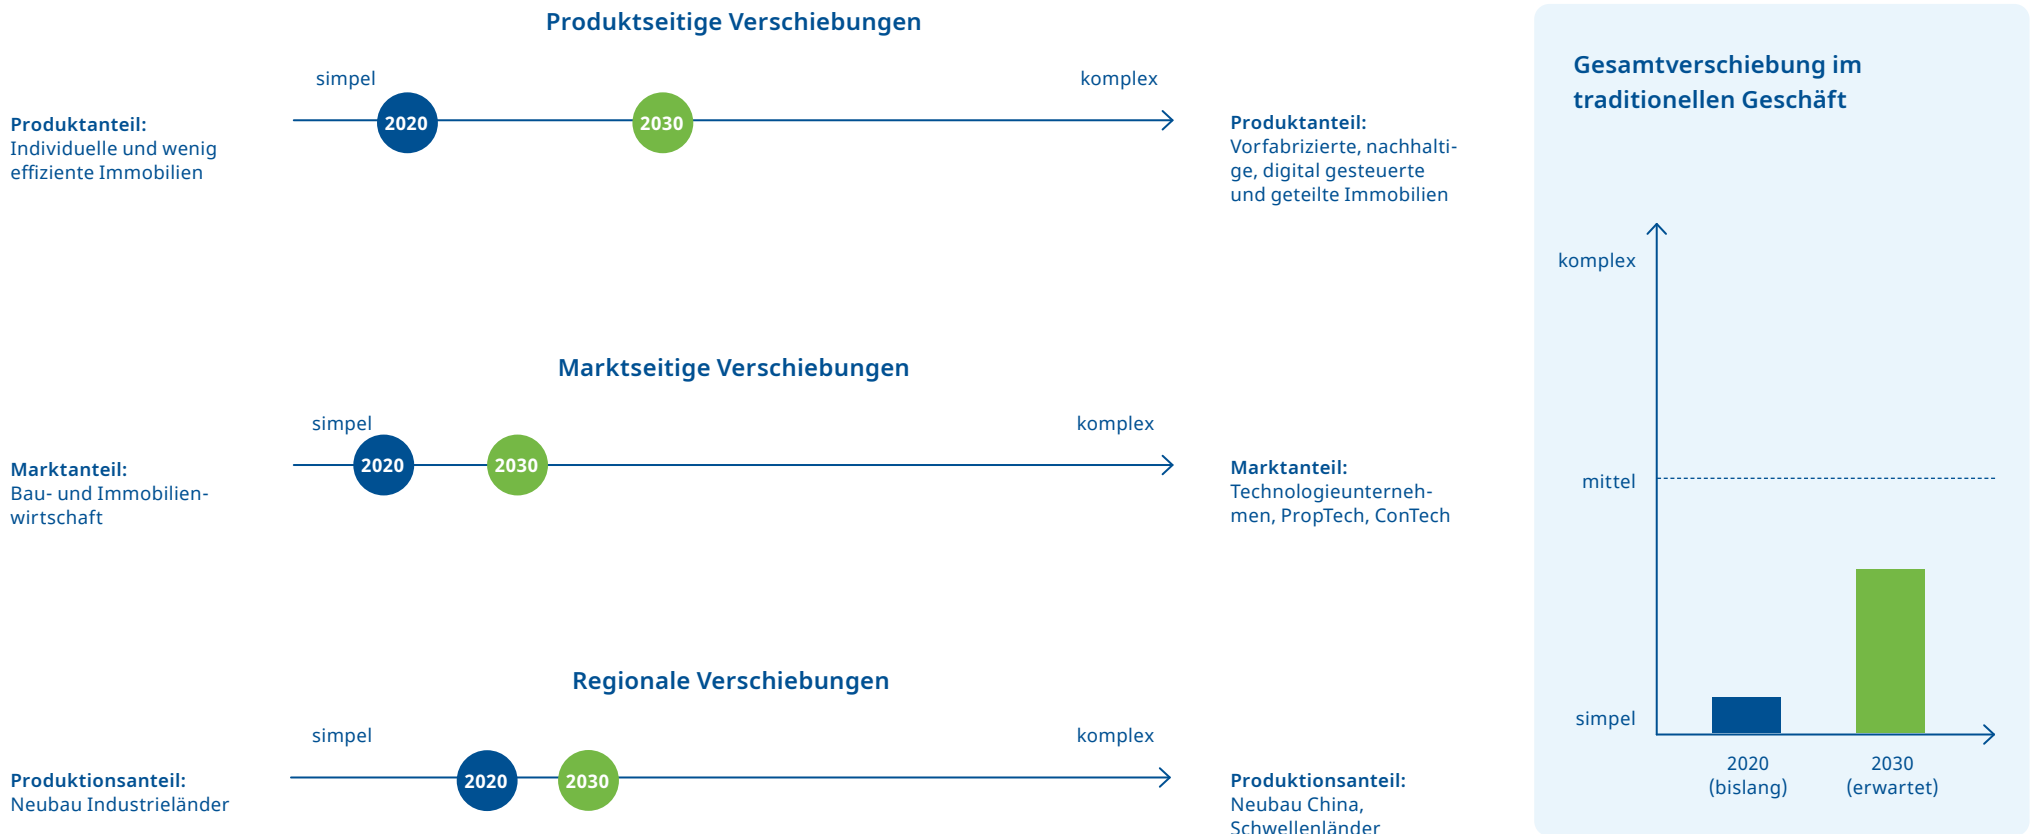 Produktseitige Verschiebungen
simpel
komplex
2020
2030
Produktanteil:
Individuelle und wenig
effiziente Immobilien
Produktanteil:
Vorfabrizierte, nachhalti-
ge, digital gesteuerte
und geteilte Immobilien
Marktseitige Verschiebungen
simpel
komplex
2020
2030
Marktanteil:
Bau- und Immobilien-
wirtschaft
Marktanteil:
Technologieunterneh-
men, PropTech, ConTech
Regionale Verschiebungen
simpel
komplex
2020
2030
Produktionsanteil:
Neubau Industrieländer
Produktionsanteil:
Neubau China,
Schwellenländer
Gesamtverschiebung im
traditionellen Geschäft
komplex
mittel
simpel
2020
(bislang)
2030
(erwartet)